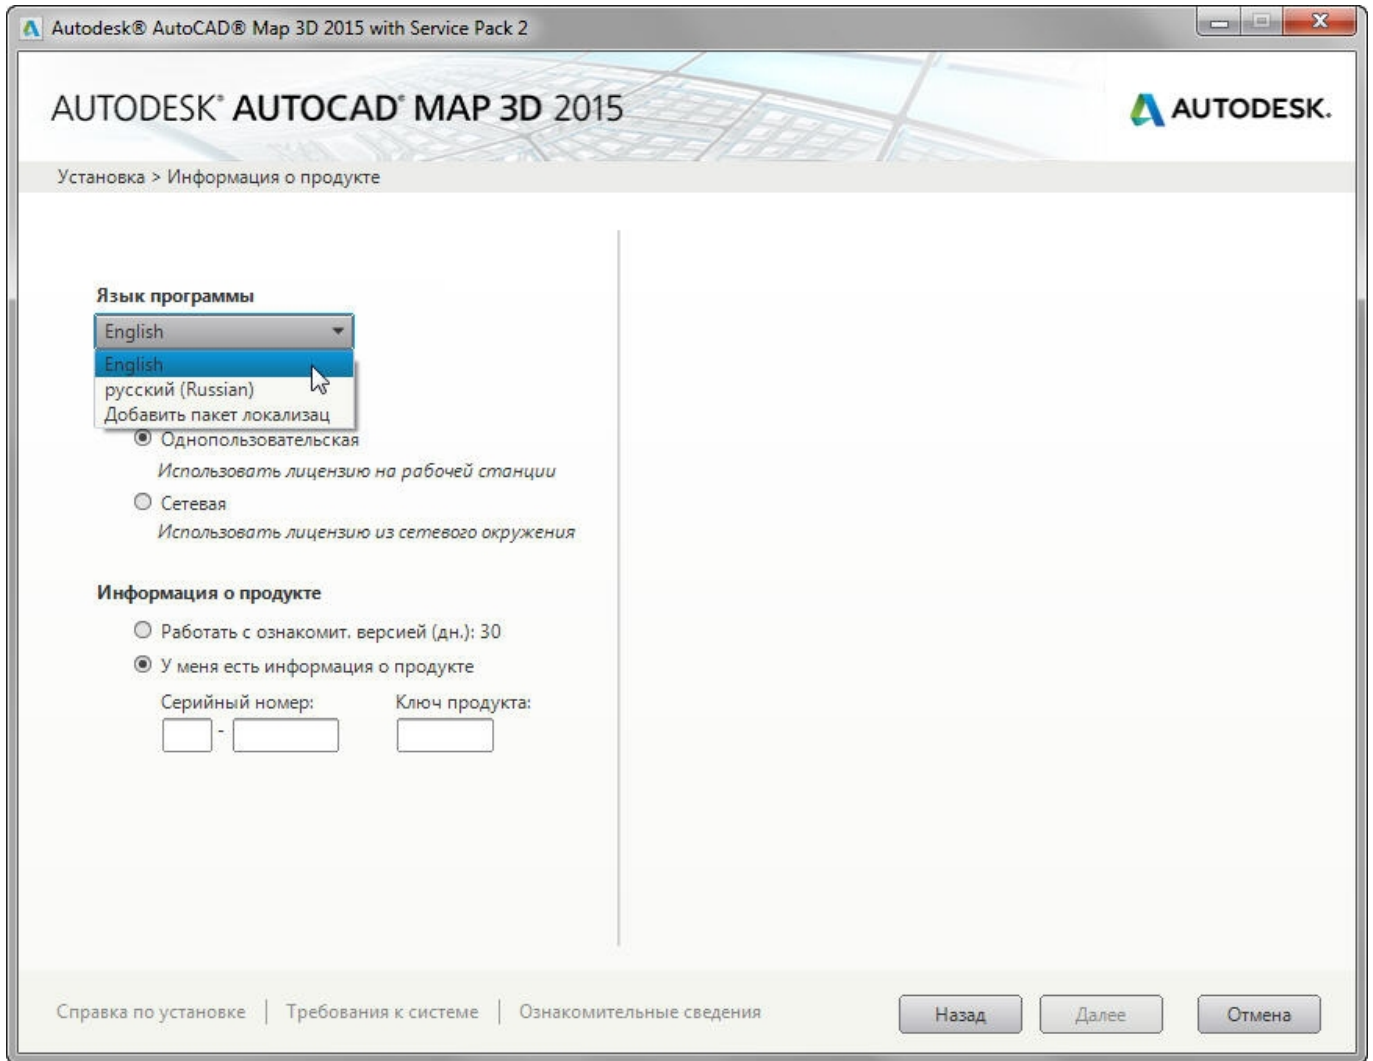 Autodesk® AutoCAD® Map 3D 2015 with Service Pack 2
AUTODESK® AUTOCAD® MAP 3D 2015
AUTODESK.
Установка > Информация о продукте
Язык программы
English
English
русский (Russian)
Добавить пакет локализац
Однопользовательская
Использовать лицензию на рабочей станции
Сетевая
Использовать лицензию из сетевого окружения
Информация о продукте
Работать с ознакомит. версией (дн.): 30
У меня есть информация о продукте
Серийный номер: Ключ продукта:
-
Справка по установке | Требования к системе | Ознакомительные сведения
Назад Далее Отмена